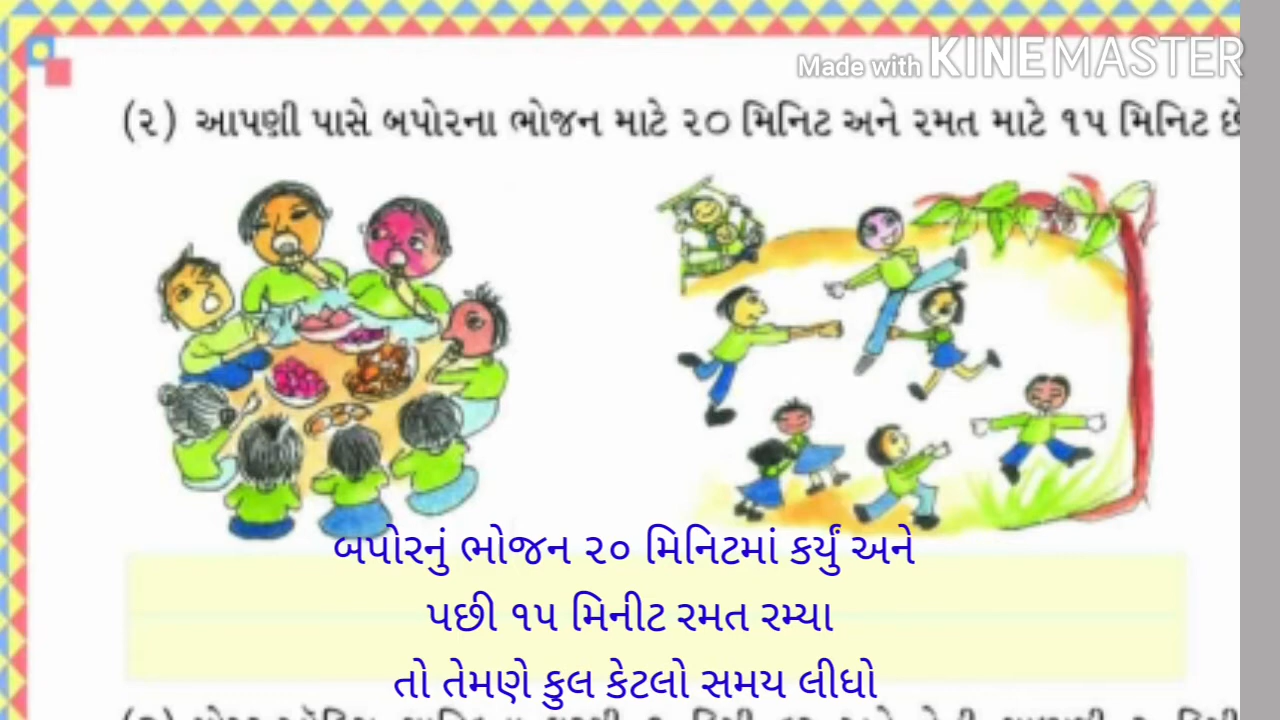 Made with KINEMASTER
(૨) આપણી પાસે બપોરના ભોજન માટે ૨૦ મિનિટ અને રમત માટે ૧૫ મિનિટ છે
બપોરનું ભોજન ૨૦ મિનિટમાં કર્યું અને
પછી ૧૫ મિનીટ રમત રમ્યા
તો તેમણે કુલ કેટલો સમય લીધો